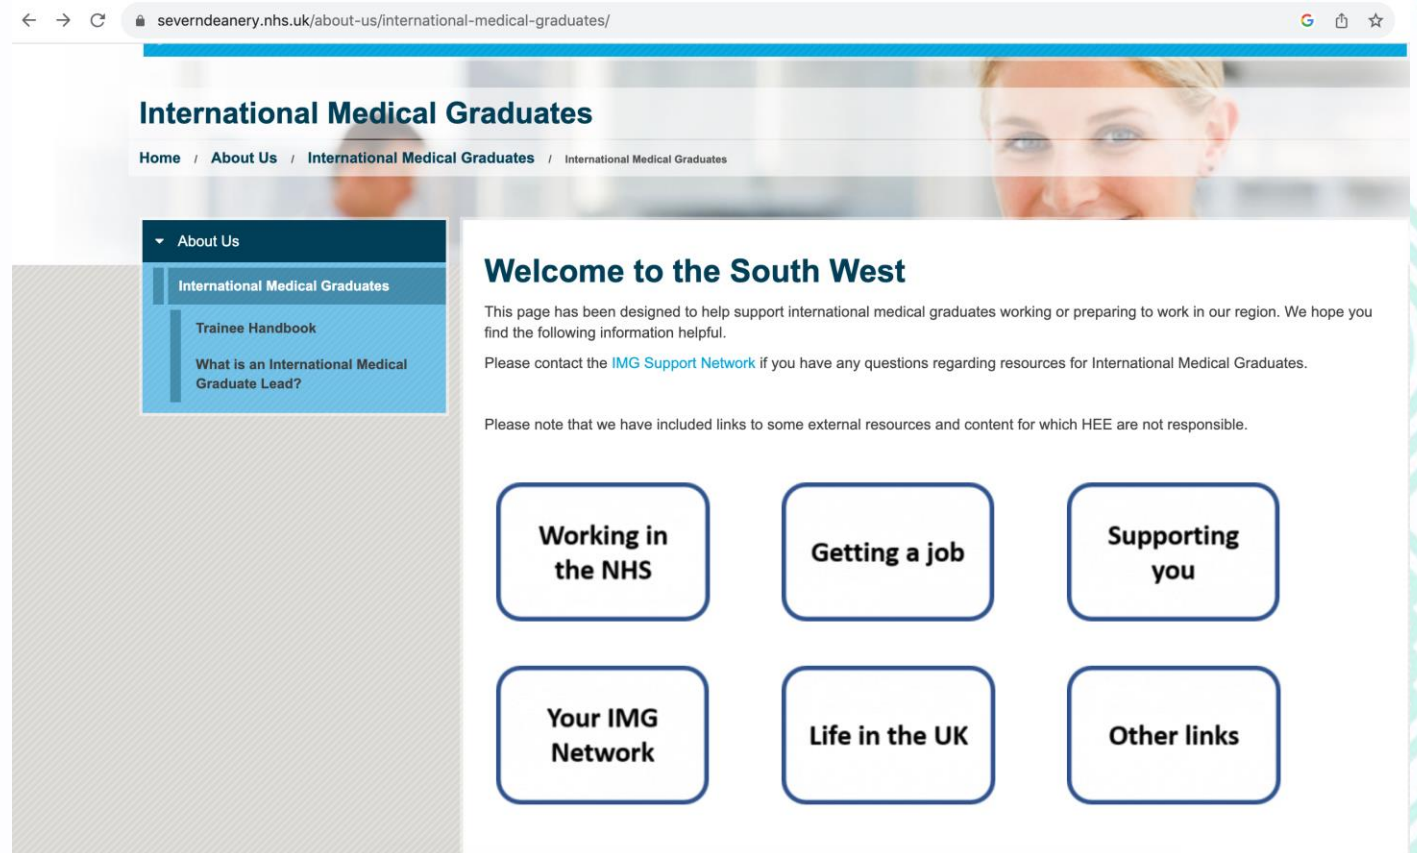 severndeanery.nhs.uk/about-us/international-medical-graduates/
International Medical Graduates
Home / About Us / International Medical Graduates / International Medical Graduates
About Us
International Medical Graduates
Trainee Handbook
What is an International Medical
Graduate Lead?
Welcome to the South West
This page has been designed to help support international medical graduates working or preparing to work in our region. We hope you
find the following information helpful.
Please contact the IMG Support Network if you have any questions regarding resources for International Medical Graduates.
Please note that we have included links to some external resources and content for which HEE are not responsible.
Working in
the NHS
Getting a job
Supporting
you
Your IMG
Network
Life in the UK
Other links